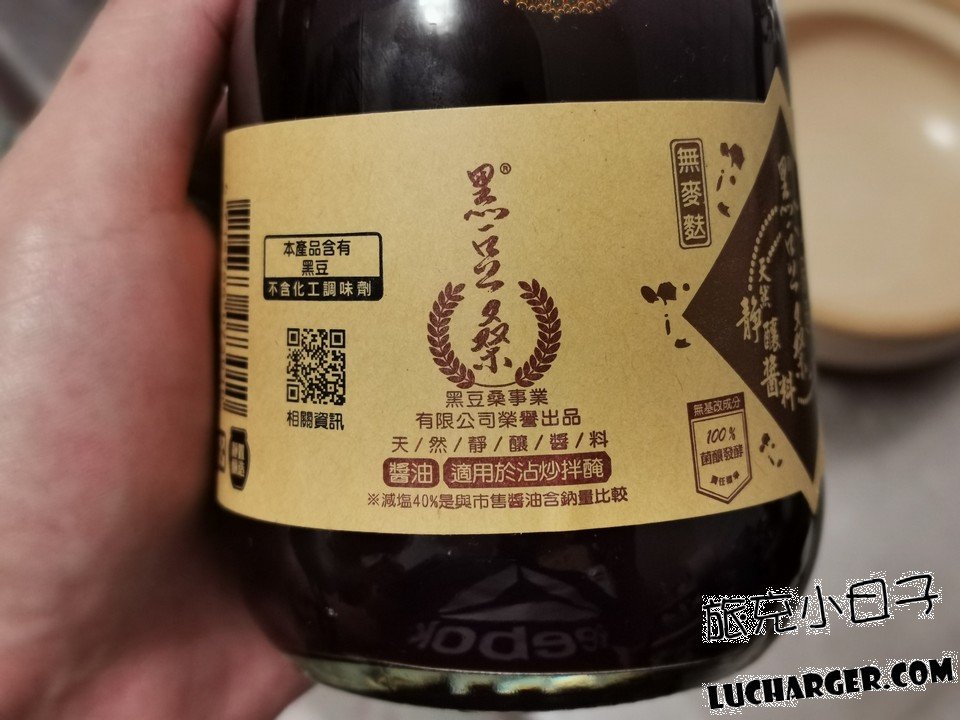 無麥麩
黑豆桑®
本產品含有
黑豆
不含化工調味劑
相關資訊
黑豆桑事業
有限公司榮譽出品
天/然/靜/釀/醬/料
醬油 適用於沾炒拌醃
※減塩40%是與市售醬油含鈉量比較
天然
靜釀
醬料
無基改成分
100%
菌釀發酵
Reebok
旅充小日子
LUCHARGER.COM